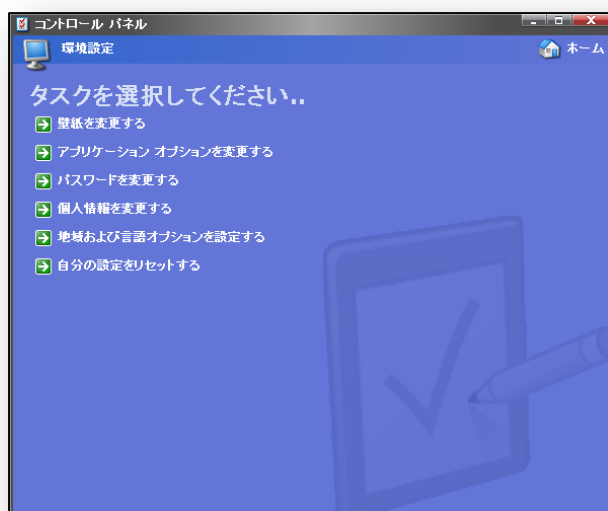 コントロール パネル
環境設定
ホーム
タスクを選択してください..
壁紙を変更する
アプリケーション オプションを変更する
パスワードを変更する
個人情報を変更する
地域および言語オプションを設定する
自分の設定をリセットする